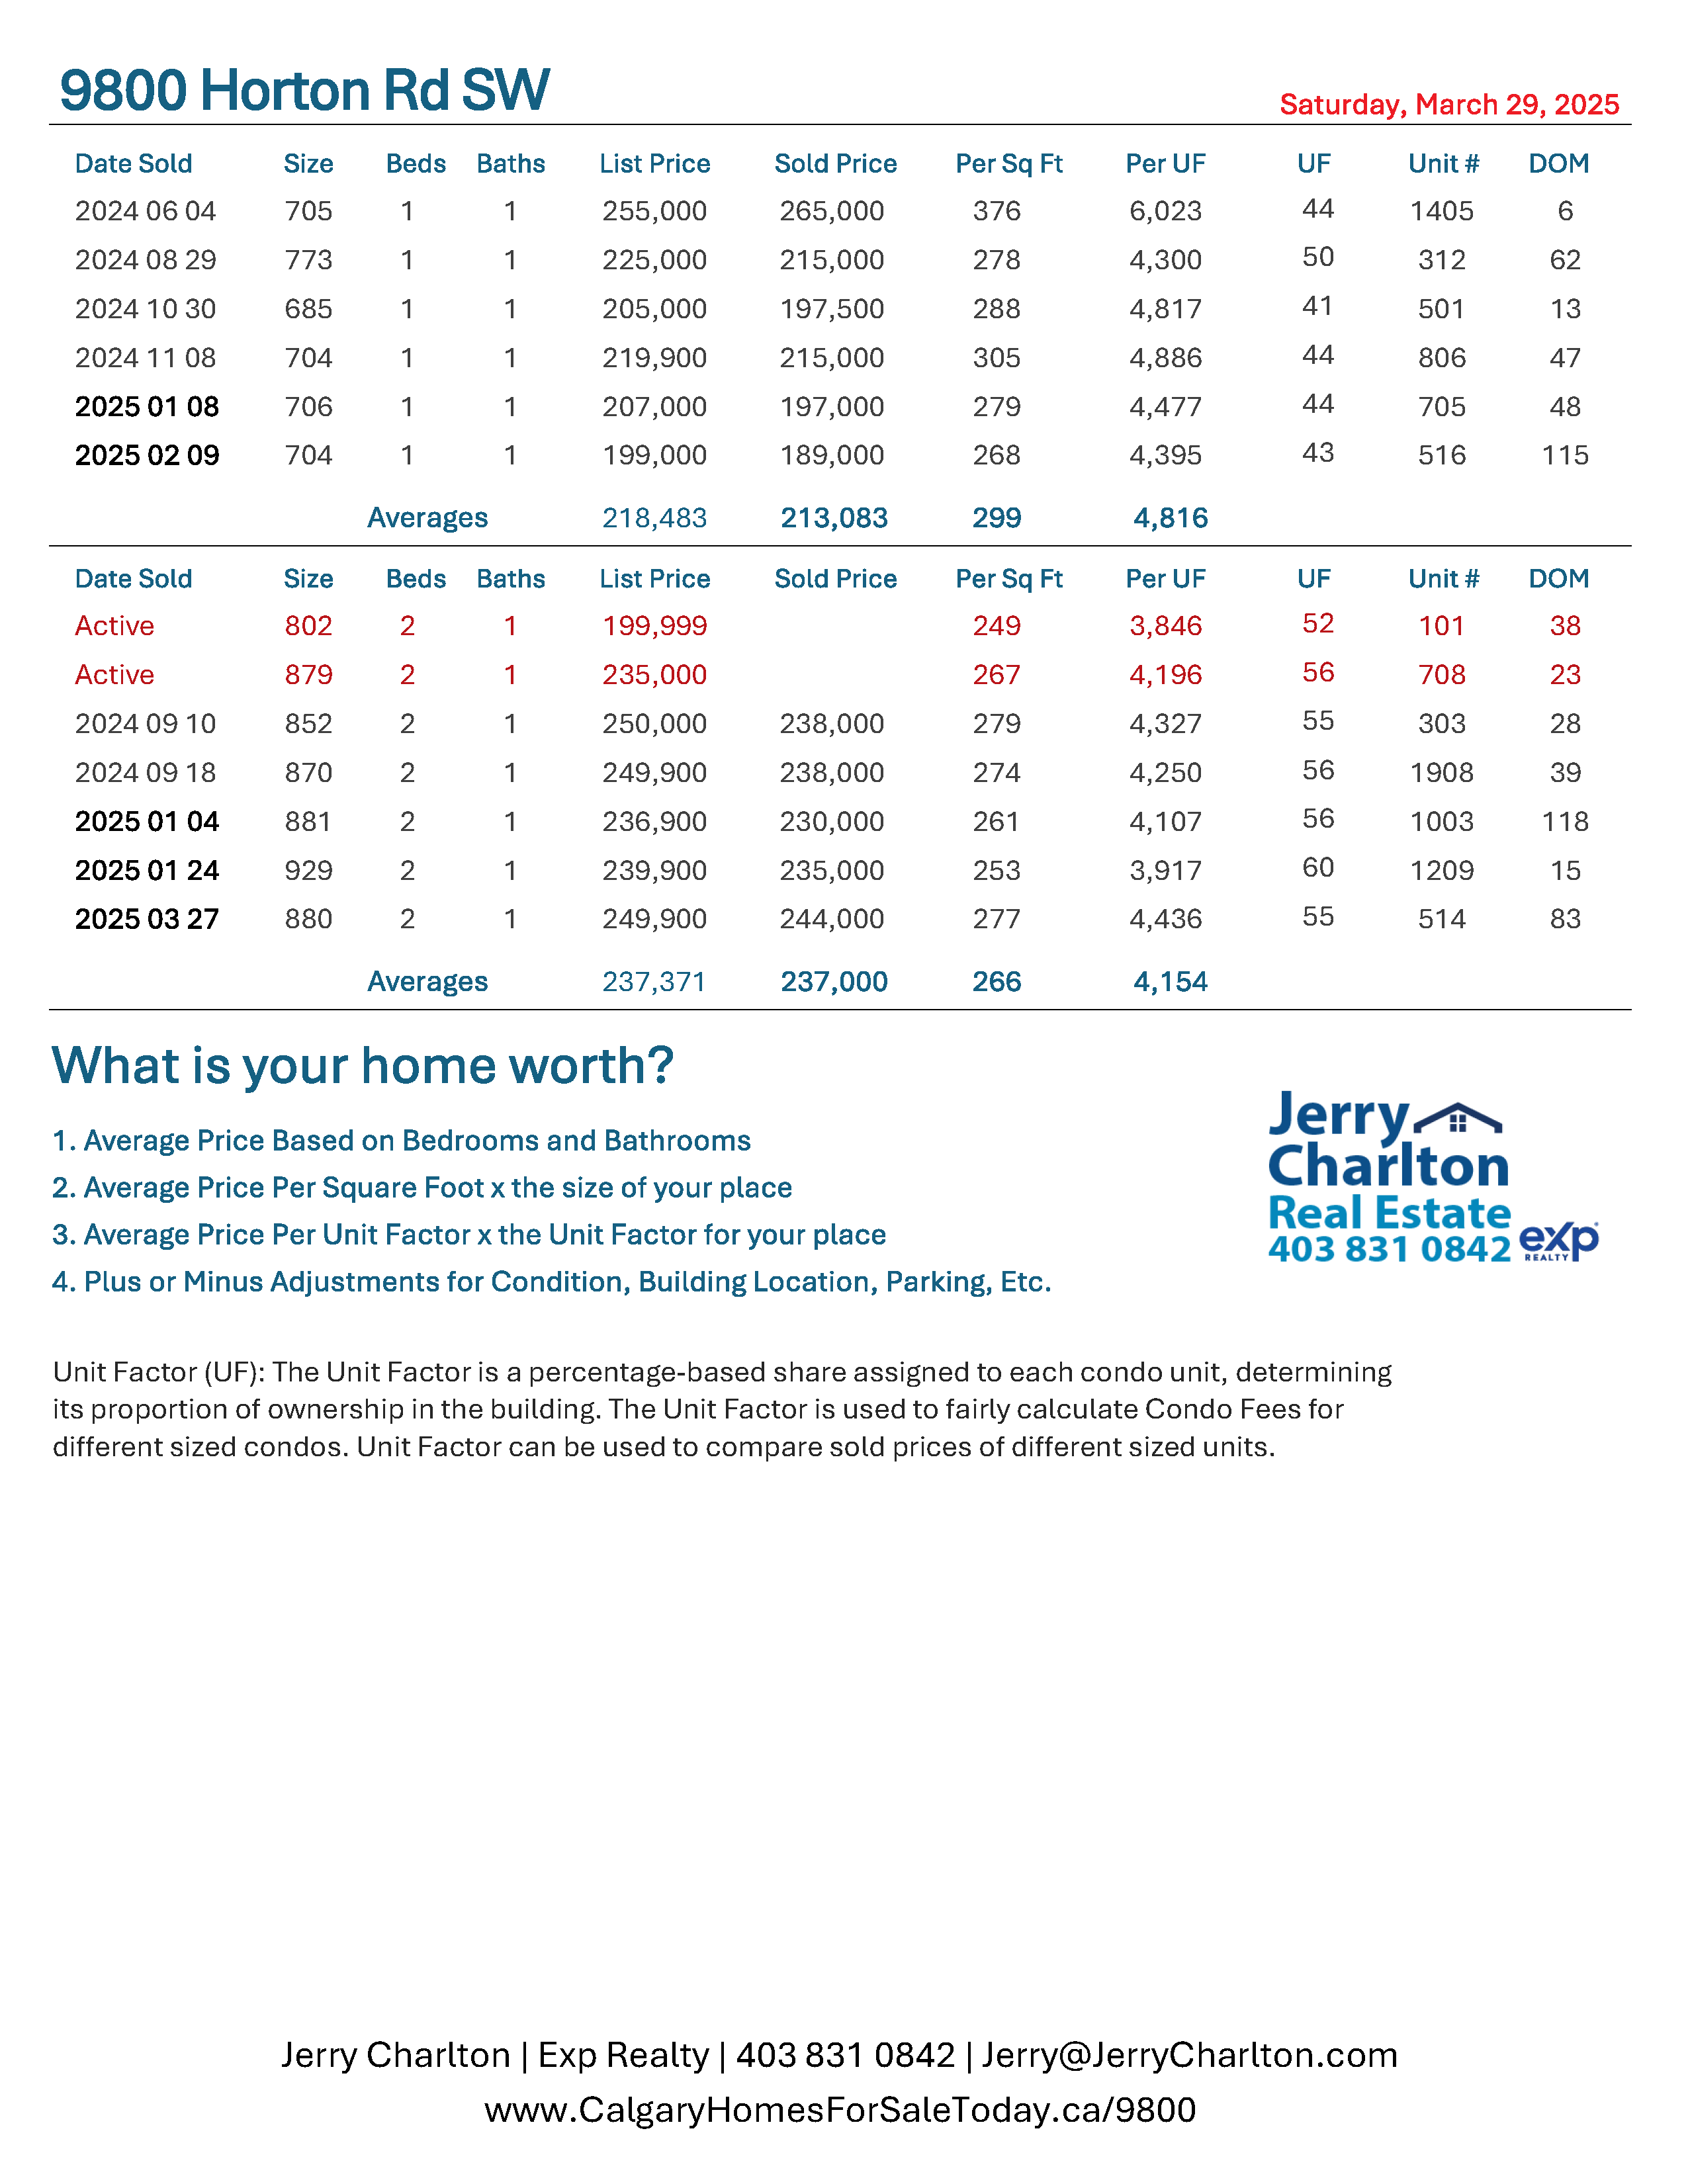 9800 Horton Rd SW
Saturday, March 29, 2025
Date Sold Size Beds Baths List Price Sold Price Per Sq Ft Per UF UF Unit # DOM
2024 06 04 705 1 1 255,000 265,000 376 6,023 44 1405 6
2024 08 29 773 1 1 225,000 215,000 278 4,300 50 312 62
2024 10 30 685 1 1 205,000 197,500 288 4,817 41 501 13
2024 11 08 704 1 1 219,900 215,000 305 4,886 44 806 47
2025 01 08 706 1 1 207,000 197,000 279 4,477 44 705 48
2025 02 09 704 1 1 199,000 189,000 268 4,395 43 516 115
Averages 218,483 213,083 299 4,816
Date Sold Size Beds Baths List Price Sold Price Per Sq Ft Per UF UF Unit # DOM
Active 802 2 1 199,999 249 3,846 52 101 38
Active 879 2 1 235,000 267 4,196 56 708 23
2024 09 10 852 2 1 250,000 238,000 279 4,327 55 303 28
2024 09 18 870 2 1 249,900 238,000 274 4,250 56 1908 39
2025 01 04 881 2 1 236,900 230,000 261 4,107 56 1003 118
2025 01 24 929 2 1 239,900 235,000 253 3,917 60 1209 15
2025 03 27 880 2 1 249,900 244,000 277 4,436 55 514 83
Averages 237,371 237,000 266 4,154
What is your home worth?
1. Average Price Based on Bedrooms and Bathrooms
2. Average Price Per Square Foot x the size of your place
3. Average Price Per Unit Factor x the Unit Factor for your place
4. Plus or Minus Adjustments for Condition, Building Location, Parking, Etc.
Jerry
Charlton
Real Estate
403 831 0842
exp
REALTY
Unit Factor (UF): The Unit Factor is a percentage-based share assigned to each condo unit, determining
its proportion of ownership in the building. The Unit Factor is used to fairly calculate Condo Fees for
different sized condos. Unit Factor can be used to compare sold prices of different sized units.
Jerry Charlton | Exp Realty | 403 831 0842 | Jerry@JerryCharlton.com
www.CalgaryHomesForSaleToday.ca/9800